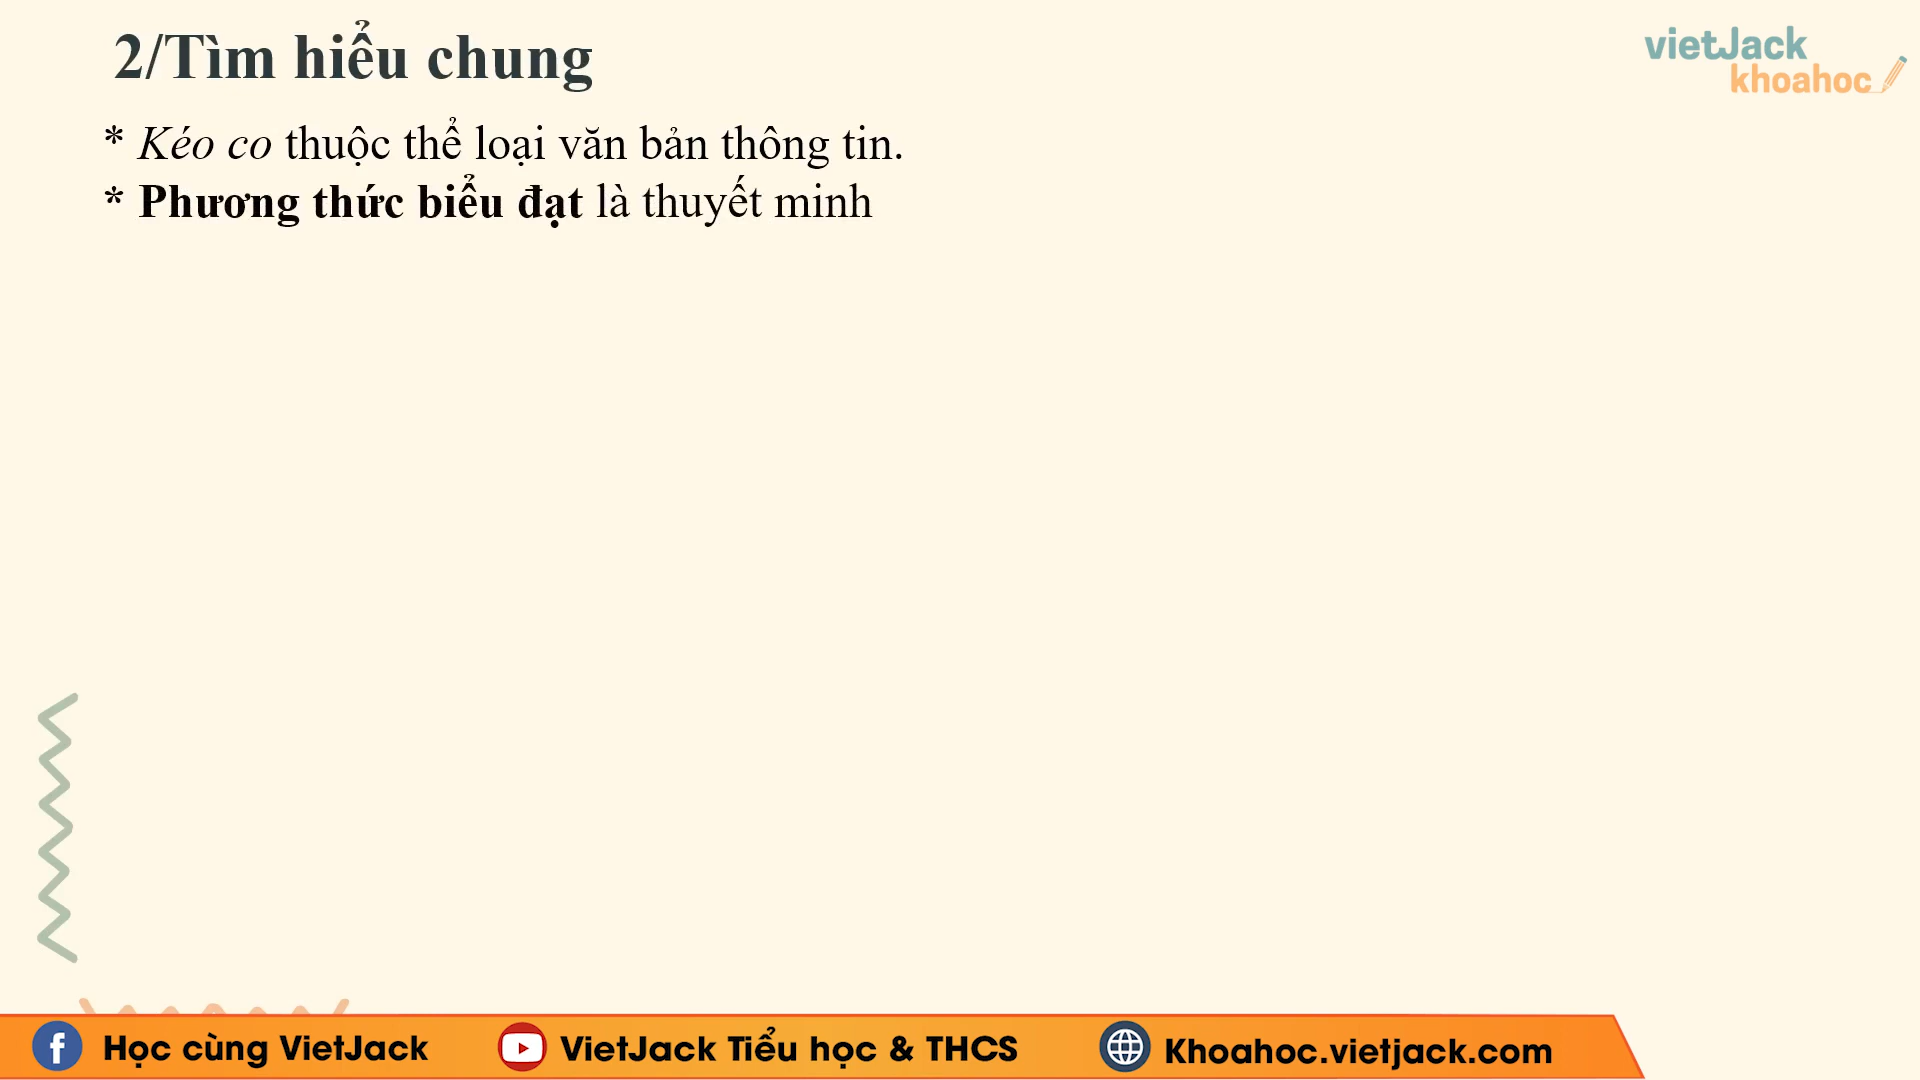 2/Tìm hiểu chung
vietJack
khoahoc
* Kéo co thuộc thể loại văn bản thông tin.
* Phương thức biểu đạt là thuyết minh
Học cùng VietJack
VietJack Tiểu học & THCS
Khoahoc.vietjack.com